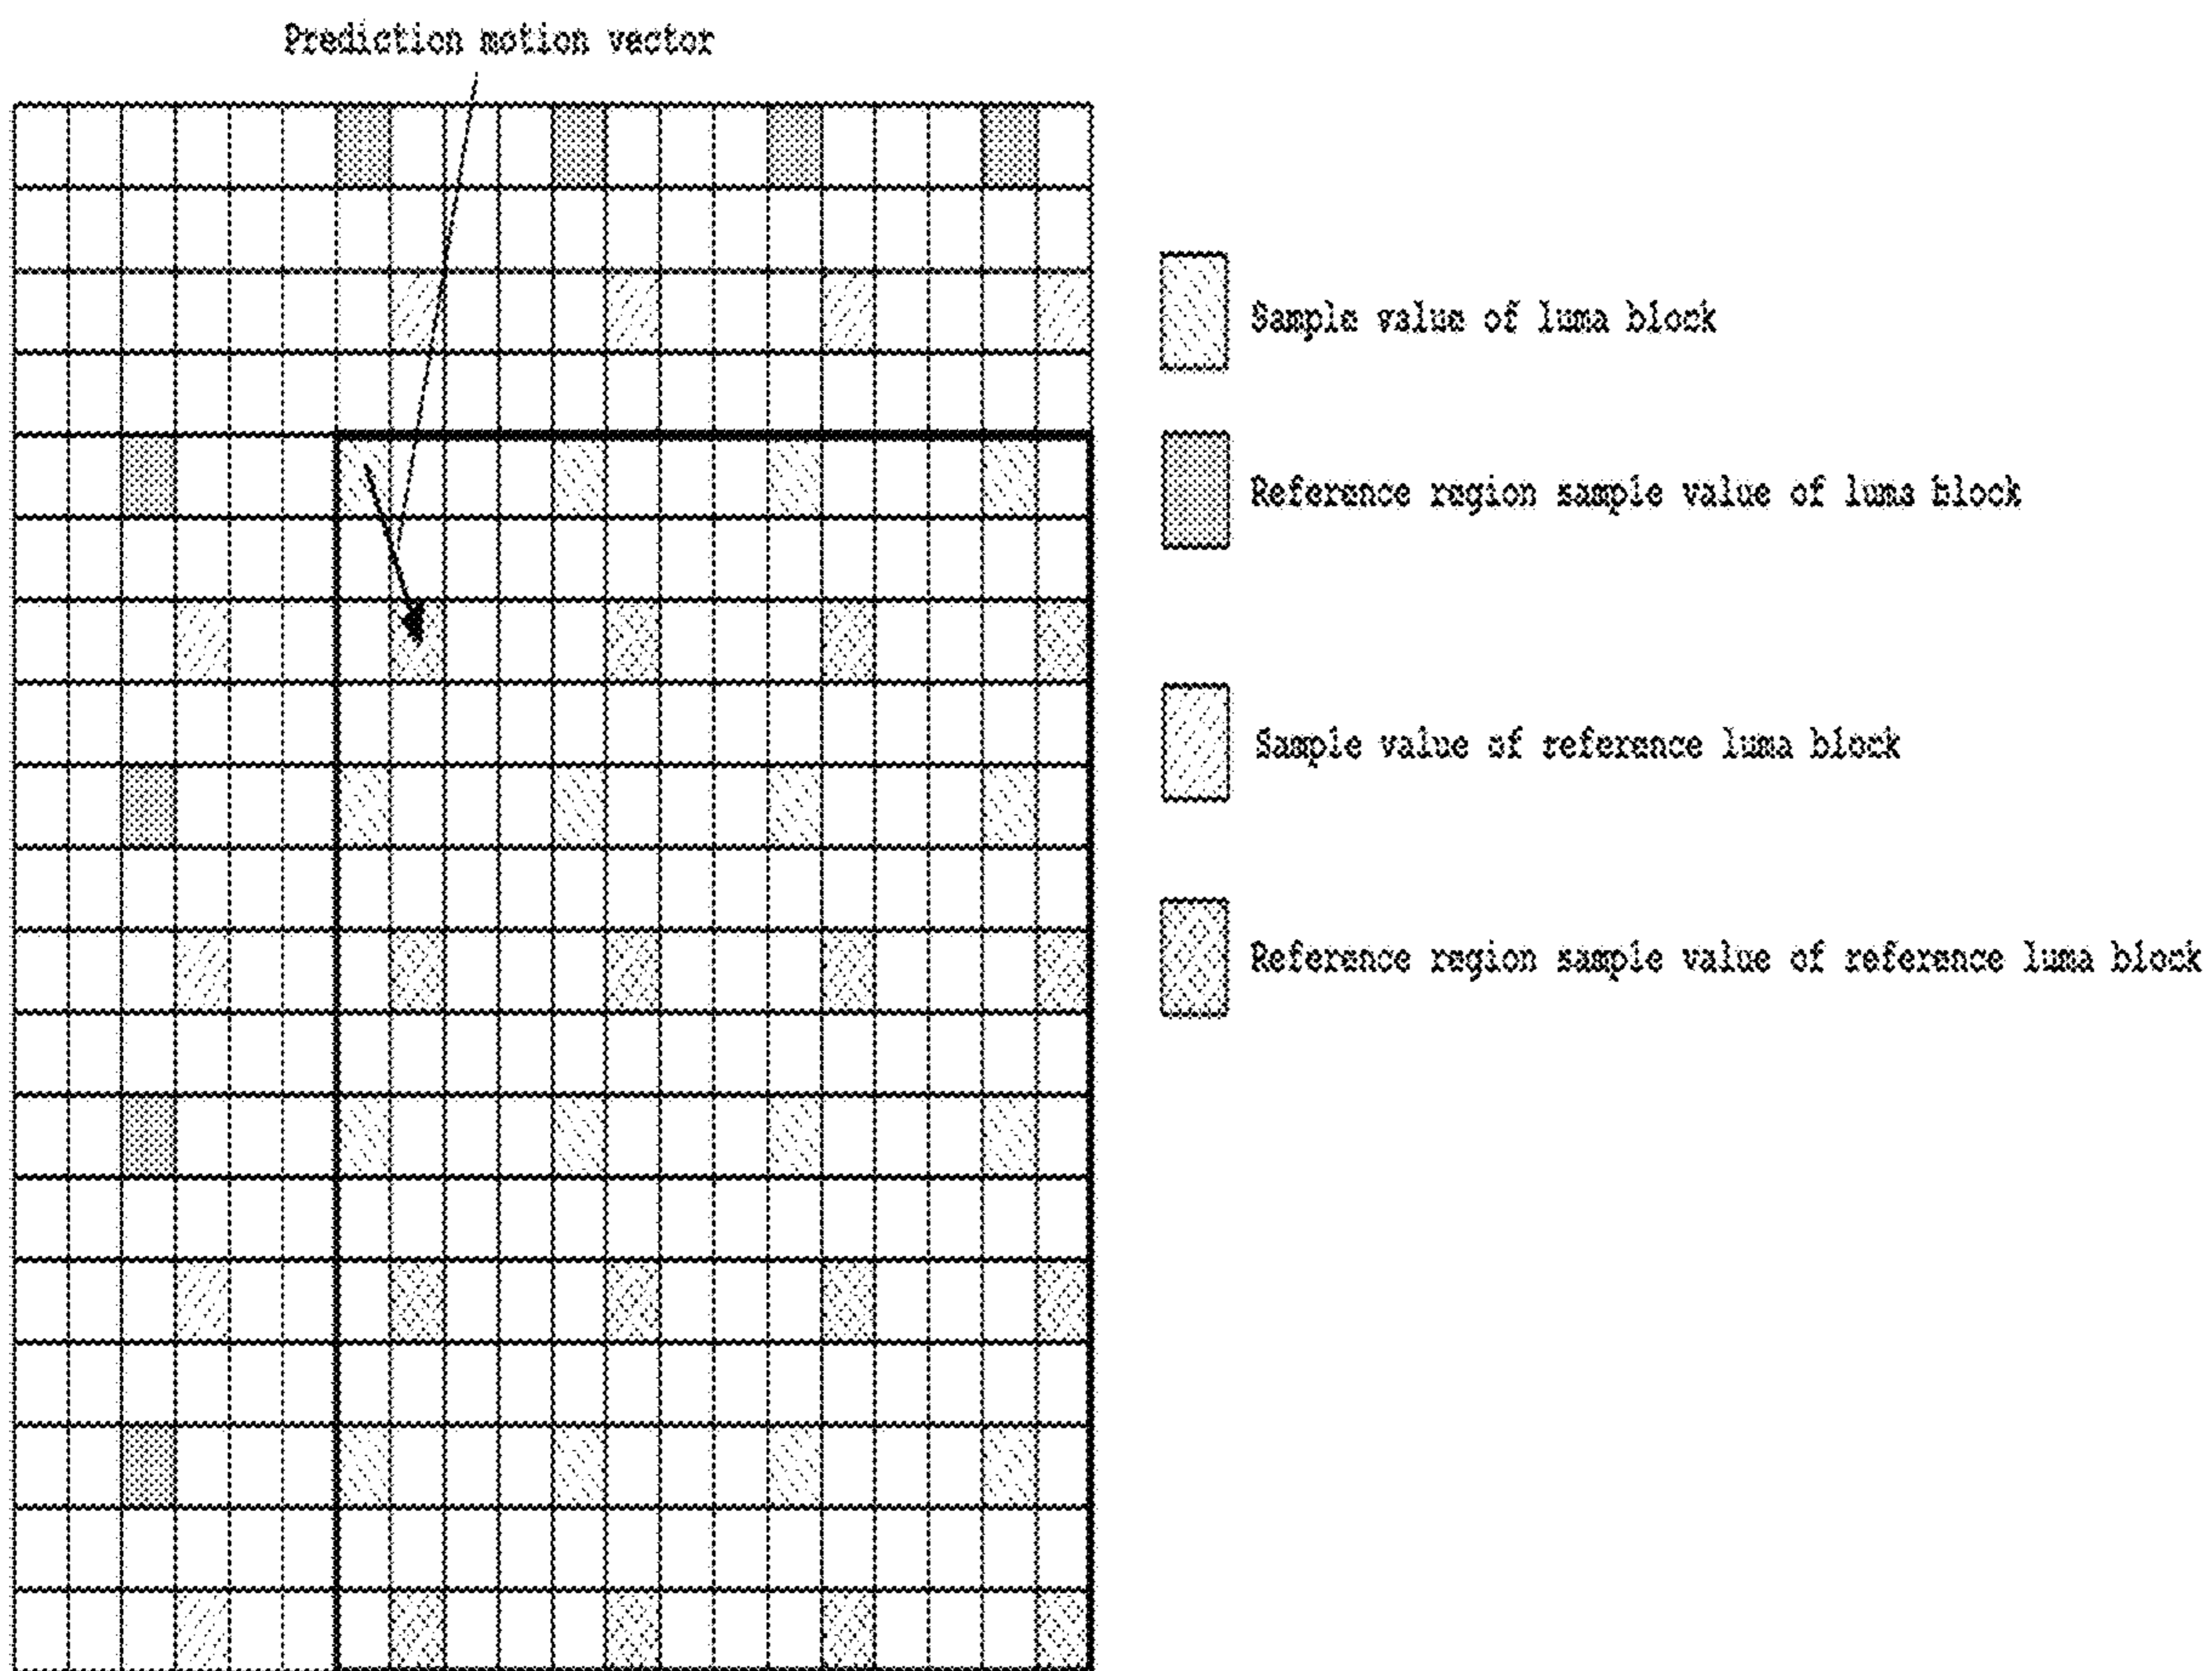 Prediction motion vector
Sample value of luma block
Reference region sample value of luma block
Sample value of reference luma block
Reference region sample value of reference luma block